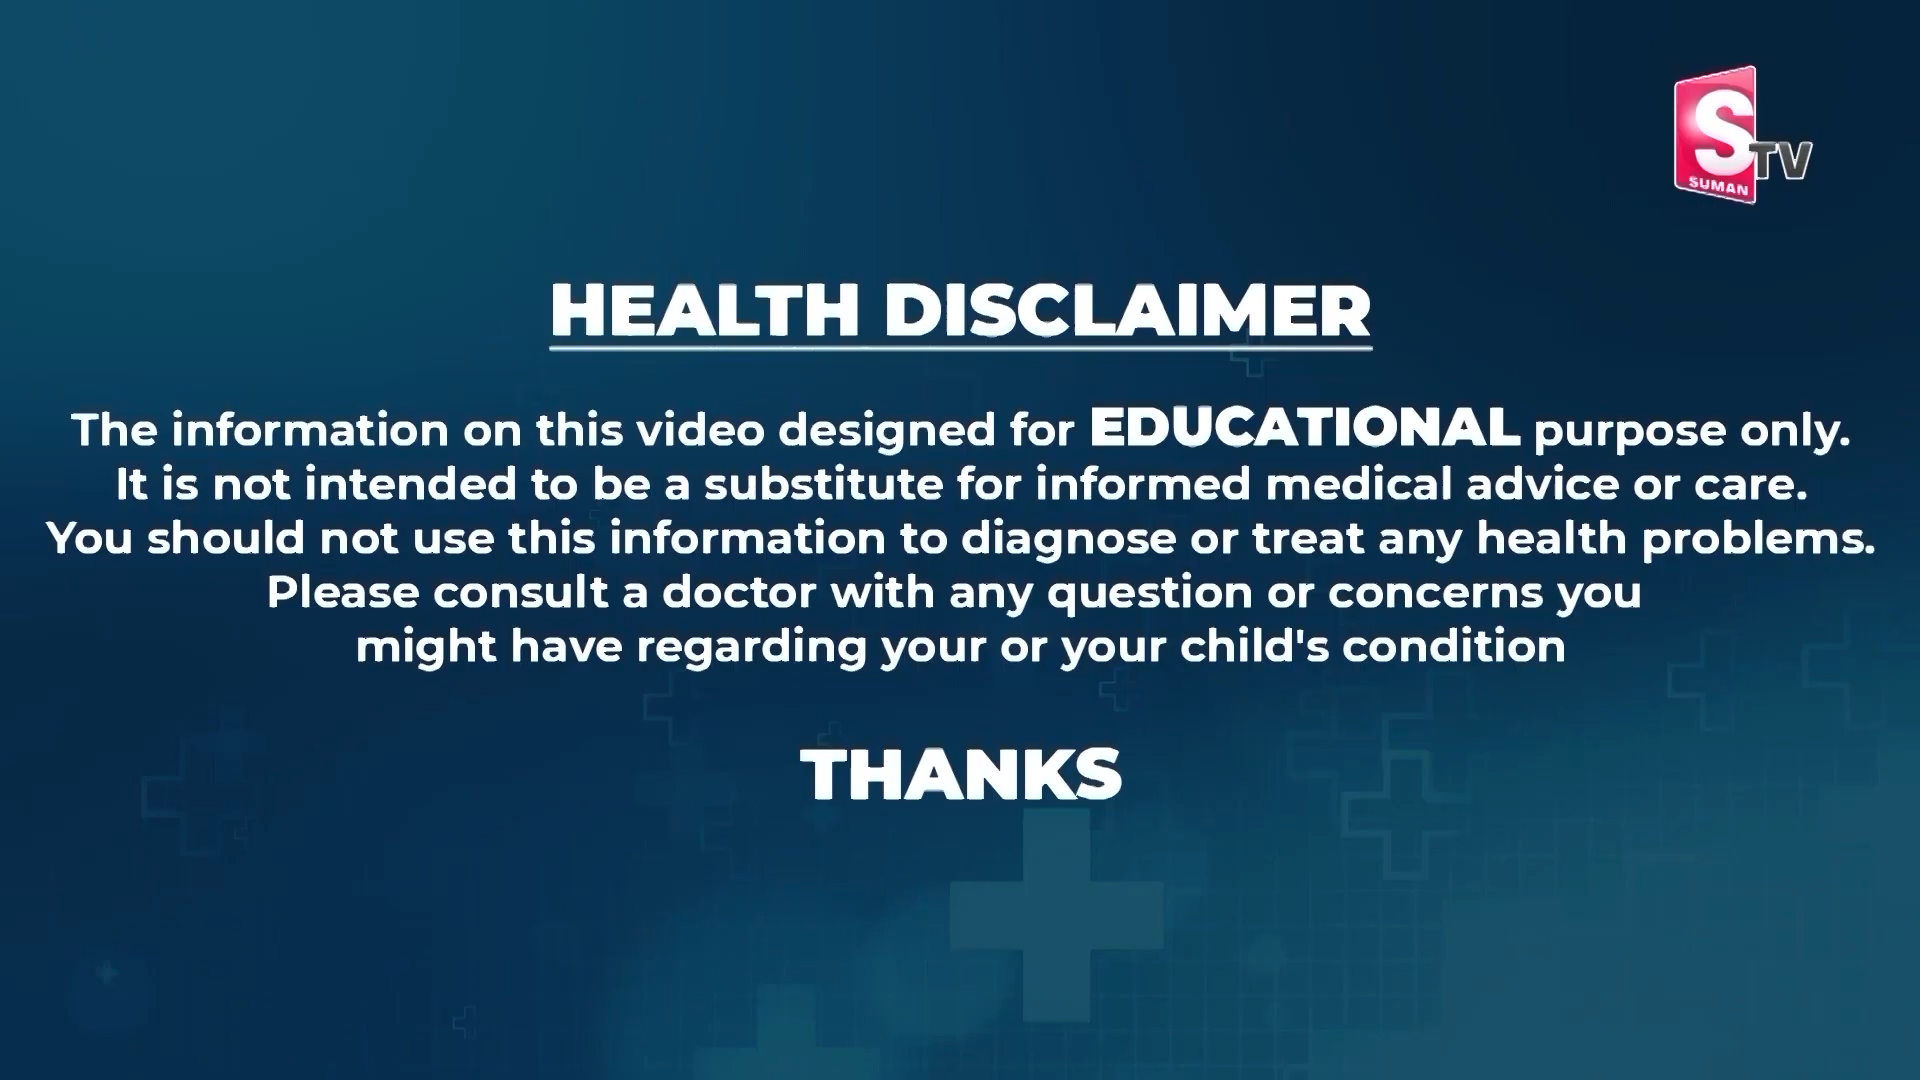 S TV
SUMAN
HEALTH DISCLAIMER
The information on this video designed for EDUCATIONAL purpose only.
It is not intended to be a substitute for informed medical advice or care.
You should not use this information to diagnose or treat any health problems.
Please consult a doctor with any question or concerns you
might have regarding your or your child's condition
THANKS